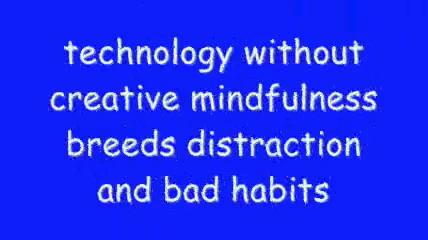 technology without
creative mindfulness
breeds distraction
and bad habits